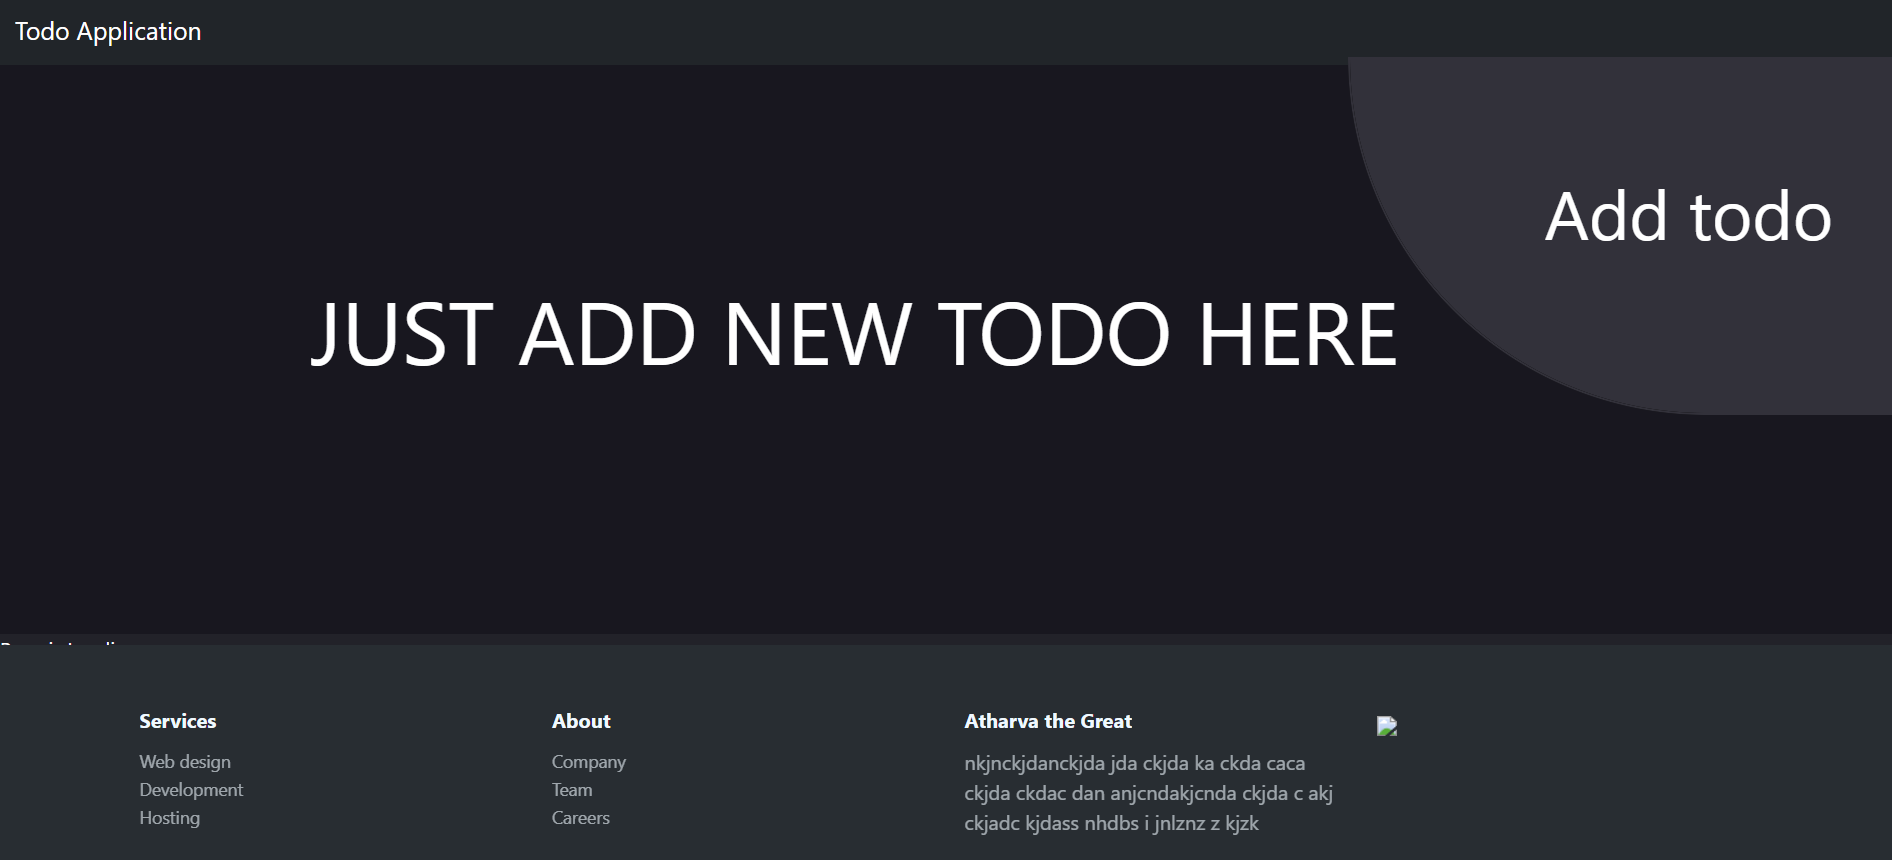 Todo Application
Add todo
JUST ADD NEW TODO HERE
Services
Web design
Development
Hosting
About
Company
Team
Careers
Atharva the Great
nkjnckjdanckjda jda ckjda ka ckda caca
ckjda ckdac dan anjcndakjcnda ckjda c akj
ckjadc kjdass nhdbs i jnlznz z kjzk